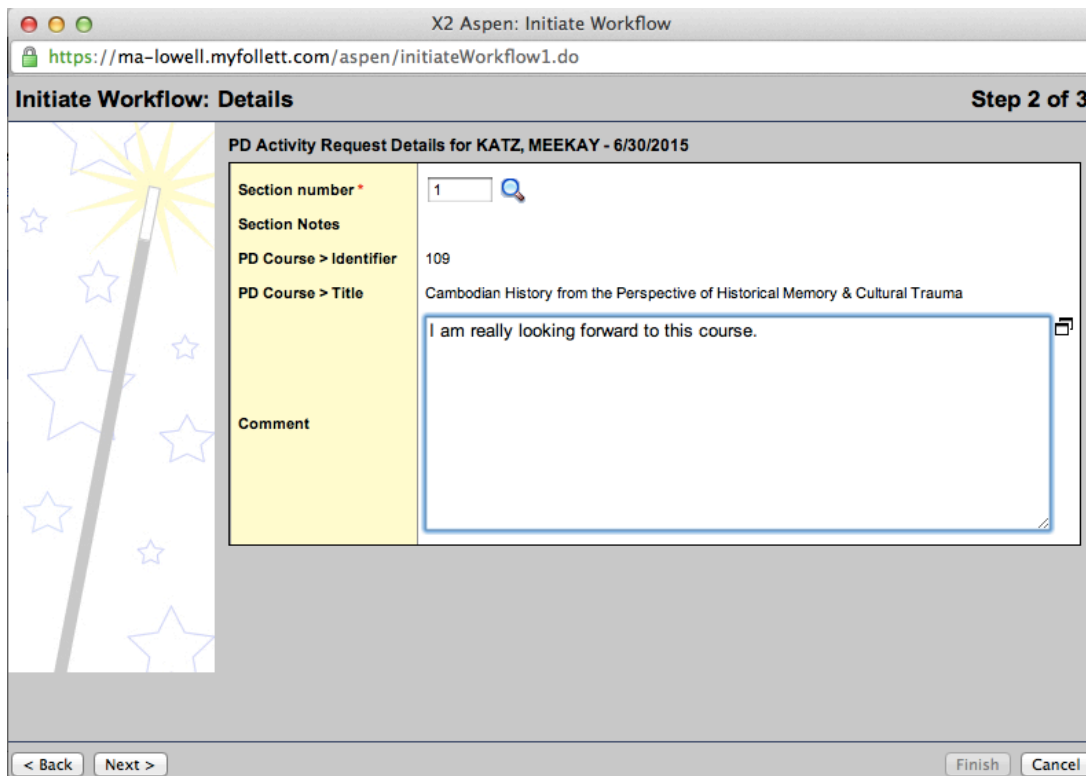 X2 Aspen: Initiate Workflow
https://ma-lowell.myfollett.com/aspen/initiateWorkflow1.do
Initiate Workflow: Details Step 2 of 3
PD Activity Request Details for KATZ, MEEKAY - 6/30/2015
Section number * 1
Section Notes
PD Course > Identifier 109
PD Course > Title Cambodian History from the Perspective of Historical Memory & Cultural Trauma
I am really looking forward to this course.
Comment
< Back Next > Finish Cancel